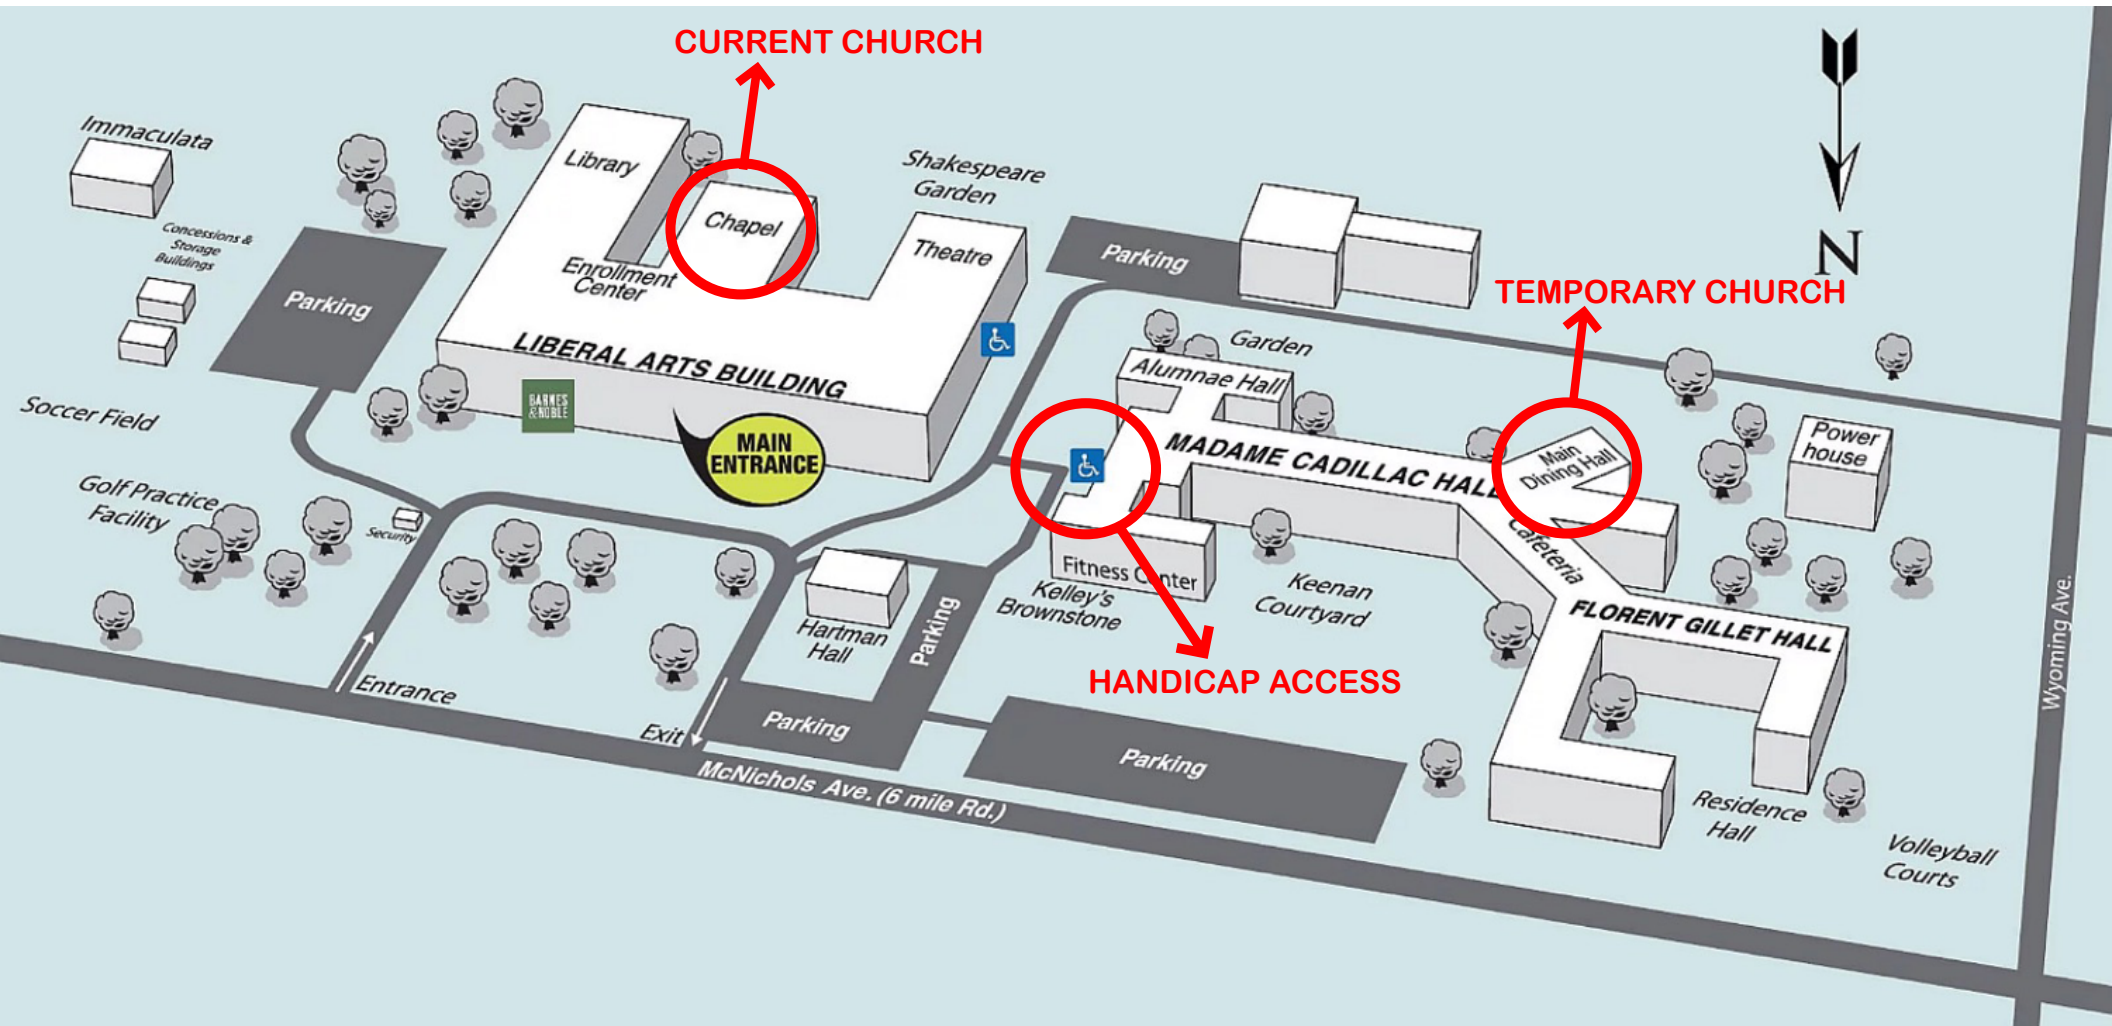 CURRENT CHURCH
Immaculata
Concessions &
Storage
Buildings
Library
Chapel
Shakespeare
Garden
Theatre
Enrollment
Center
Parking
Parking
N
TEMPORARY CHURCH
LIBERAL ARTS BUILDING
BARNES
& NOBLE
MAIN
ENTRANCE
Garden
Alumnae Hall
MADAME CADILLAC HALL
Main
Dining Hall
Power
house
Soccer Field
Golf Practice
Facility
Security
Cafeteria
Fitness Center
Kelley's
Brownstone
Keenan
Courtyard
FLORENT GILLET HALL
Hartman
Hall
Parking
HANDICAP ACCESS
Wyoming Ave.
Entrance
Exit
Parking
Parking
McNichols Ave. (6 mile Rd.)
Residence
Hall
Volleyball
Courts